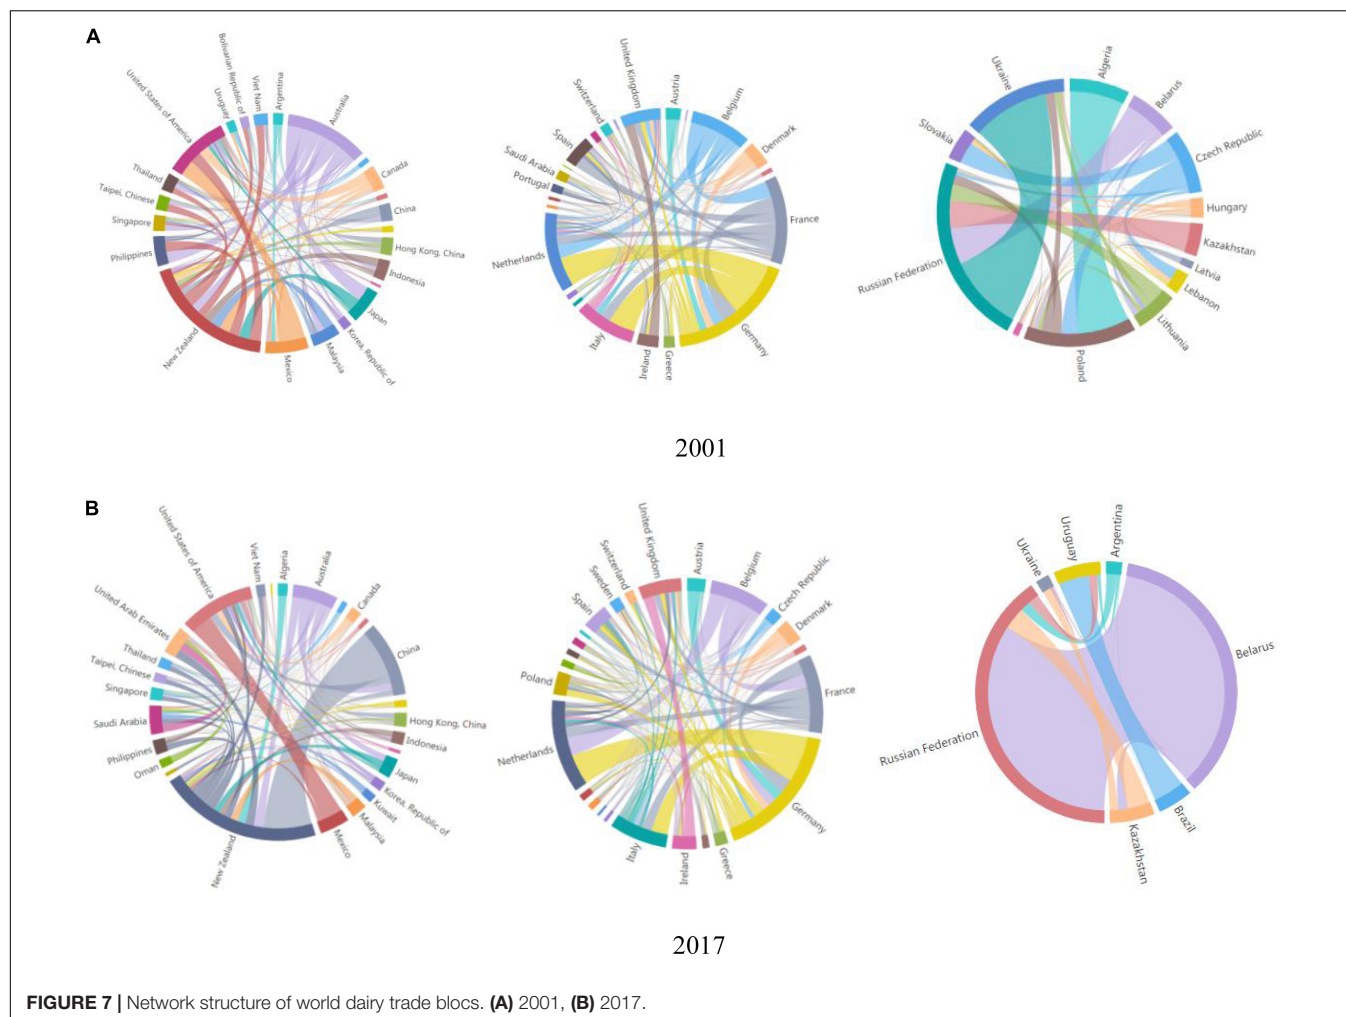 A
United States of America
Uruguay
Bolivarian Republic of
Viet Nam
Argentina
Australia
Canada
China
Hong Kong, China
Indonesia
Japan
Korea, Republic of
Malaysia
Mexico
New Zealand
Philippines
Singapore
Taipei, Chinese
Thailand
United Kingdom
Austria
Belgium
Denmark
France
Germany
Greece
Ireland
Italy
Netherlands
Portugal
Saudi Arabia
Spain
Switzerland
Ukraine
Algeria
Belarus
Czech Republic
Hungary
Kazakhstan
Latvia
Lebanon
Lithuania
Poland
Russian Federation
Slovakia
2001
B
United States of America
Viet Nam
Algeria
Australia
Canada
China
Hong Kong, China
Indonesia
Japan
Korea, Republic of
Kuwait
Malaysia
Mexico
New Zealand
Oman
Philippines
Saudi Arabia
Singapore
Taipei, Chinese
Thailand
United Arab Emirates
United Kingdom
Austria
Belgium
Czech Republic
Denmark
France
Germany
Greece
Ireland
Italy
Netherlands
Poland
Spain
Sweden
Switzerland
Ukraine
Uruguay
Argentina
Belarus
Brazil
Kazakhstan
Russian Federation
2017
FIGURE 7 | Network structure of world dairy trade blocs. (A) 2001, (B) 2017.